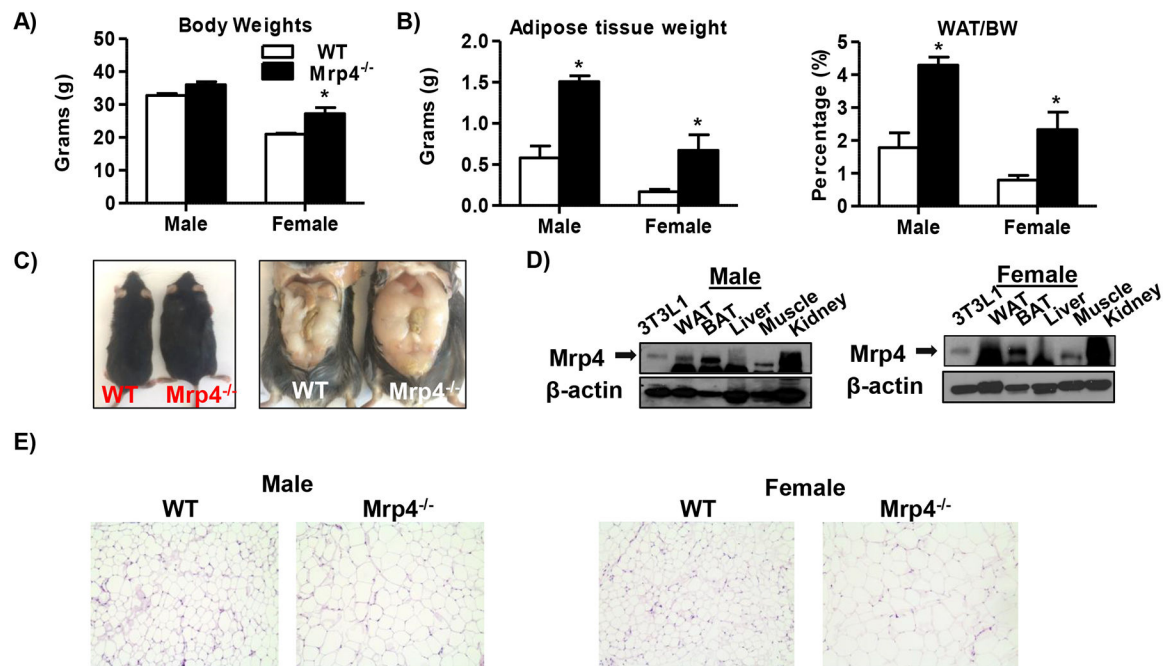 A)
Body Weights
Grams (g)
50
40
30
20
10
0
WT
Mrp4-/-
*
Male
Female
B)
Adipose tissue weight
Grams (g)
2.0
1.5
1.0
0.5
0.0
*
*
Male
Female
WAT/BW
Percentage (%)
5
4
3
2
1
0
*
*
Male
Female
C)
WT
Mrp4-/-
WT
Mrp4-/-
D)
Male
3T3L1 WAT BAT Liver Muscle Kidney
Mrp4
β-actin
Female
3T3L1 WAT BAT Liver Muscle Kidney
Mrp4
β-actin
E)
Male
WT
Mrp4-/-
Female
WT
Mrp4-/-